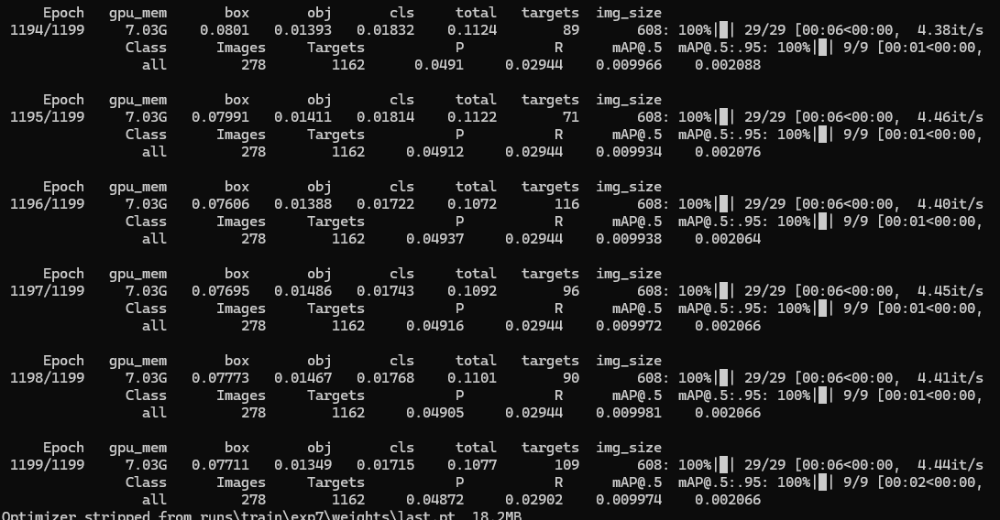 Epoch gpu_mem box obj cls total targets img_size
1194/1199 7.03G 0.0801 0.01393 0.01832 0.1124 89 608: 100%|█| 29/29 [00:06<00:00, 4.38it/s
Class Images Targets P R mAP@.5 mAP@.5:.95: 100%|█| 9/9 [00:01<00:00,
all 278 1162 0.0491 0.02944 0.009966 0.002088
Epoch gpu_mem box obj cls total targets img_size
1195/1199 7.03G 0.07991 0.01411 0.01814 0.1122 71 608: 100%|█| 29/29 [00:06<00:00, 4.46it/s
Class Images Targets P R mAP@.5 mAP@.5:.95: 100%|█| 9/9 [00:01<00:00,
all 278 1162 0.04912 0.02944 0.009934 0.002076
Epoch gpu_mem box obj cls total targets img_size
1196/1199 7.03G 0.07606 0.01388 0.01722 0.1072 116 608: 100%|█| 29/29 [00:06<00:00, 4.40it/s
Class Images Targets P R mAP@.5 mAP@.5:.95: 100%|█| 9/9 [00:01<00:00,
all 278 1162 0.04937 0.02944 0.009938 0.002064
Epoch gpu_mem box obj cls total targets img_size
1197/1199 7.03G 0.07695 0.01486 0.01743 0.1092 96 608: 100%|█| 29/29 [00:06<00:00, 4.45it/s
Class Images Targets P R mAP@.5 mAP@.5:.95: 100%|█| 9/9 [00:01<00:00,
all 278 1162 0.04916 0.02944 0.009972 0.002066
Epoch gpu_mem box obj cls total targets img_size
1198/1199 7.03G 0.07773 0.01467 0.01768 0.1101 90 608: 100%|█| 29/29 [00:06<00:00, 4.41it/s
Class Images Targets P R mAP@.5 mAP@.5:.95: 100%|█| 9/9 [00:01<00:00,
all 278 1162 0.04905 0.02944 0.009981 0.002066
Epoch gpu_mem box obj cls total targets img_size
1199/1199 7.03G 0.07711 0.01349 0.01715 0.1077 109 608: 100%|█| 29/29 [00:06<00:00, 4.44it/s
Class Images Targets P R mAP@.5 mAP@.5:.95: 100%|█| 9/9 [00:02<00:00,
all 278 1162 0.04872 0.02902 0.009974 0.002066
Optimizer stripped from runs\train\exp7\weights\last.pt, 18.2MB